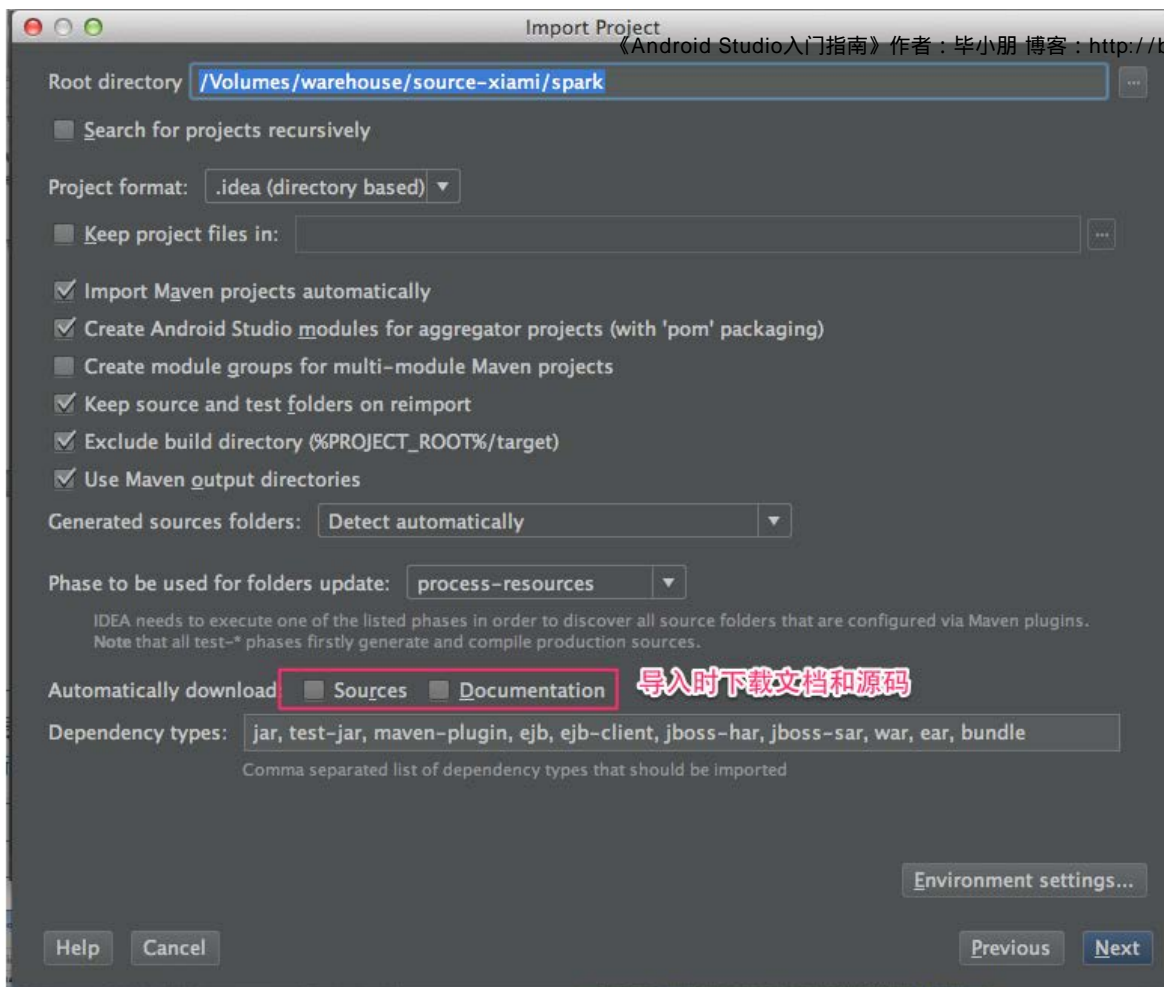 Import Project
《Android Studio入门指南》作者：毕小朋 博客：http://b
Root directory /Volumes/warehouse/source-xiami/spark ...
Search for projects recursively
Project format: .idea (directory based)
Keep project files in: ...
Import Maven projects automatically
Create Android Studio modules for aggregator projects (with 'pom' packaging)
Create module groups for multi-module Maven projects
Keep source and test folders on reimport
Exclude build directory (%PROJECT_ROOT%/target)
Use Maven output directories
Generated sources folders: Detect automatically
Phase to be used for folders update: process-resources
IDEA needs to execute one of the listed phases in order to discover all source folders that are configured via Maven plugins.
Note that all test-* phases firstly generate and compile production sources.
Automatically download: Sources Documentation 导入时下载文档和源码
Dependency types: jar, test-jar, maven-plugin, ejb, ejb-client, jboss-har, jboss-sar, war, ear, bundle
Comma separated list of dependency types that should be imported
Environment settings...
Help Cancel Previous Next